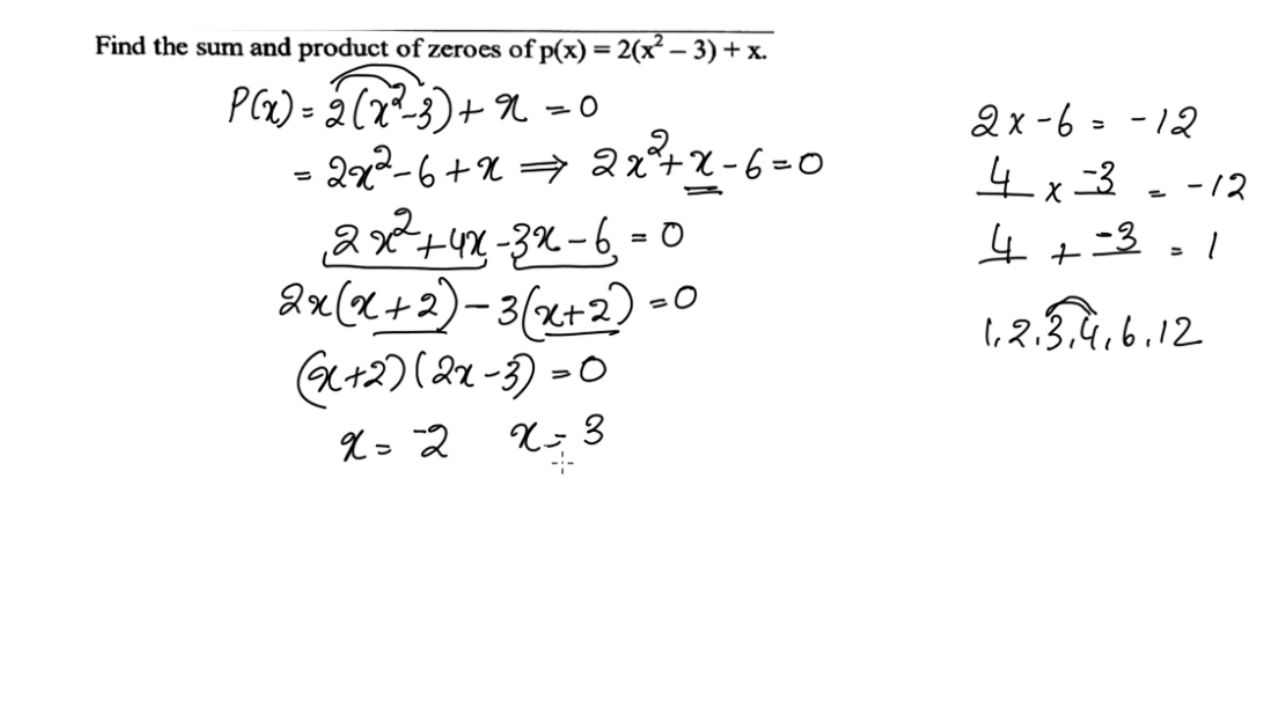 Find the sum and product of zeroes of p(x) = 2(x² – 3) + x.
P(x) = 2(x²-3) + x = 0
= 2x² - 6 + x ⟹ 2x² + x - 6 = 0
2x² + 4x - 3x - 6 = 0
2x(x+2) - 3(x+2) = 0
(x+2)(2x-3) = 0
x = -2 x = 3
2 x -6 = -12
4 x -3 = -12
4 + -3 = 1
1, 2, 3, 4, 6, 12